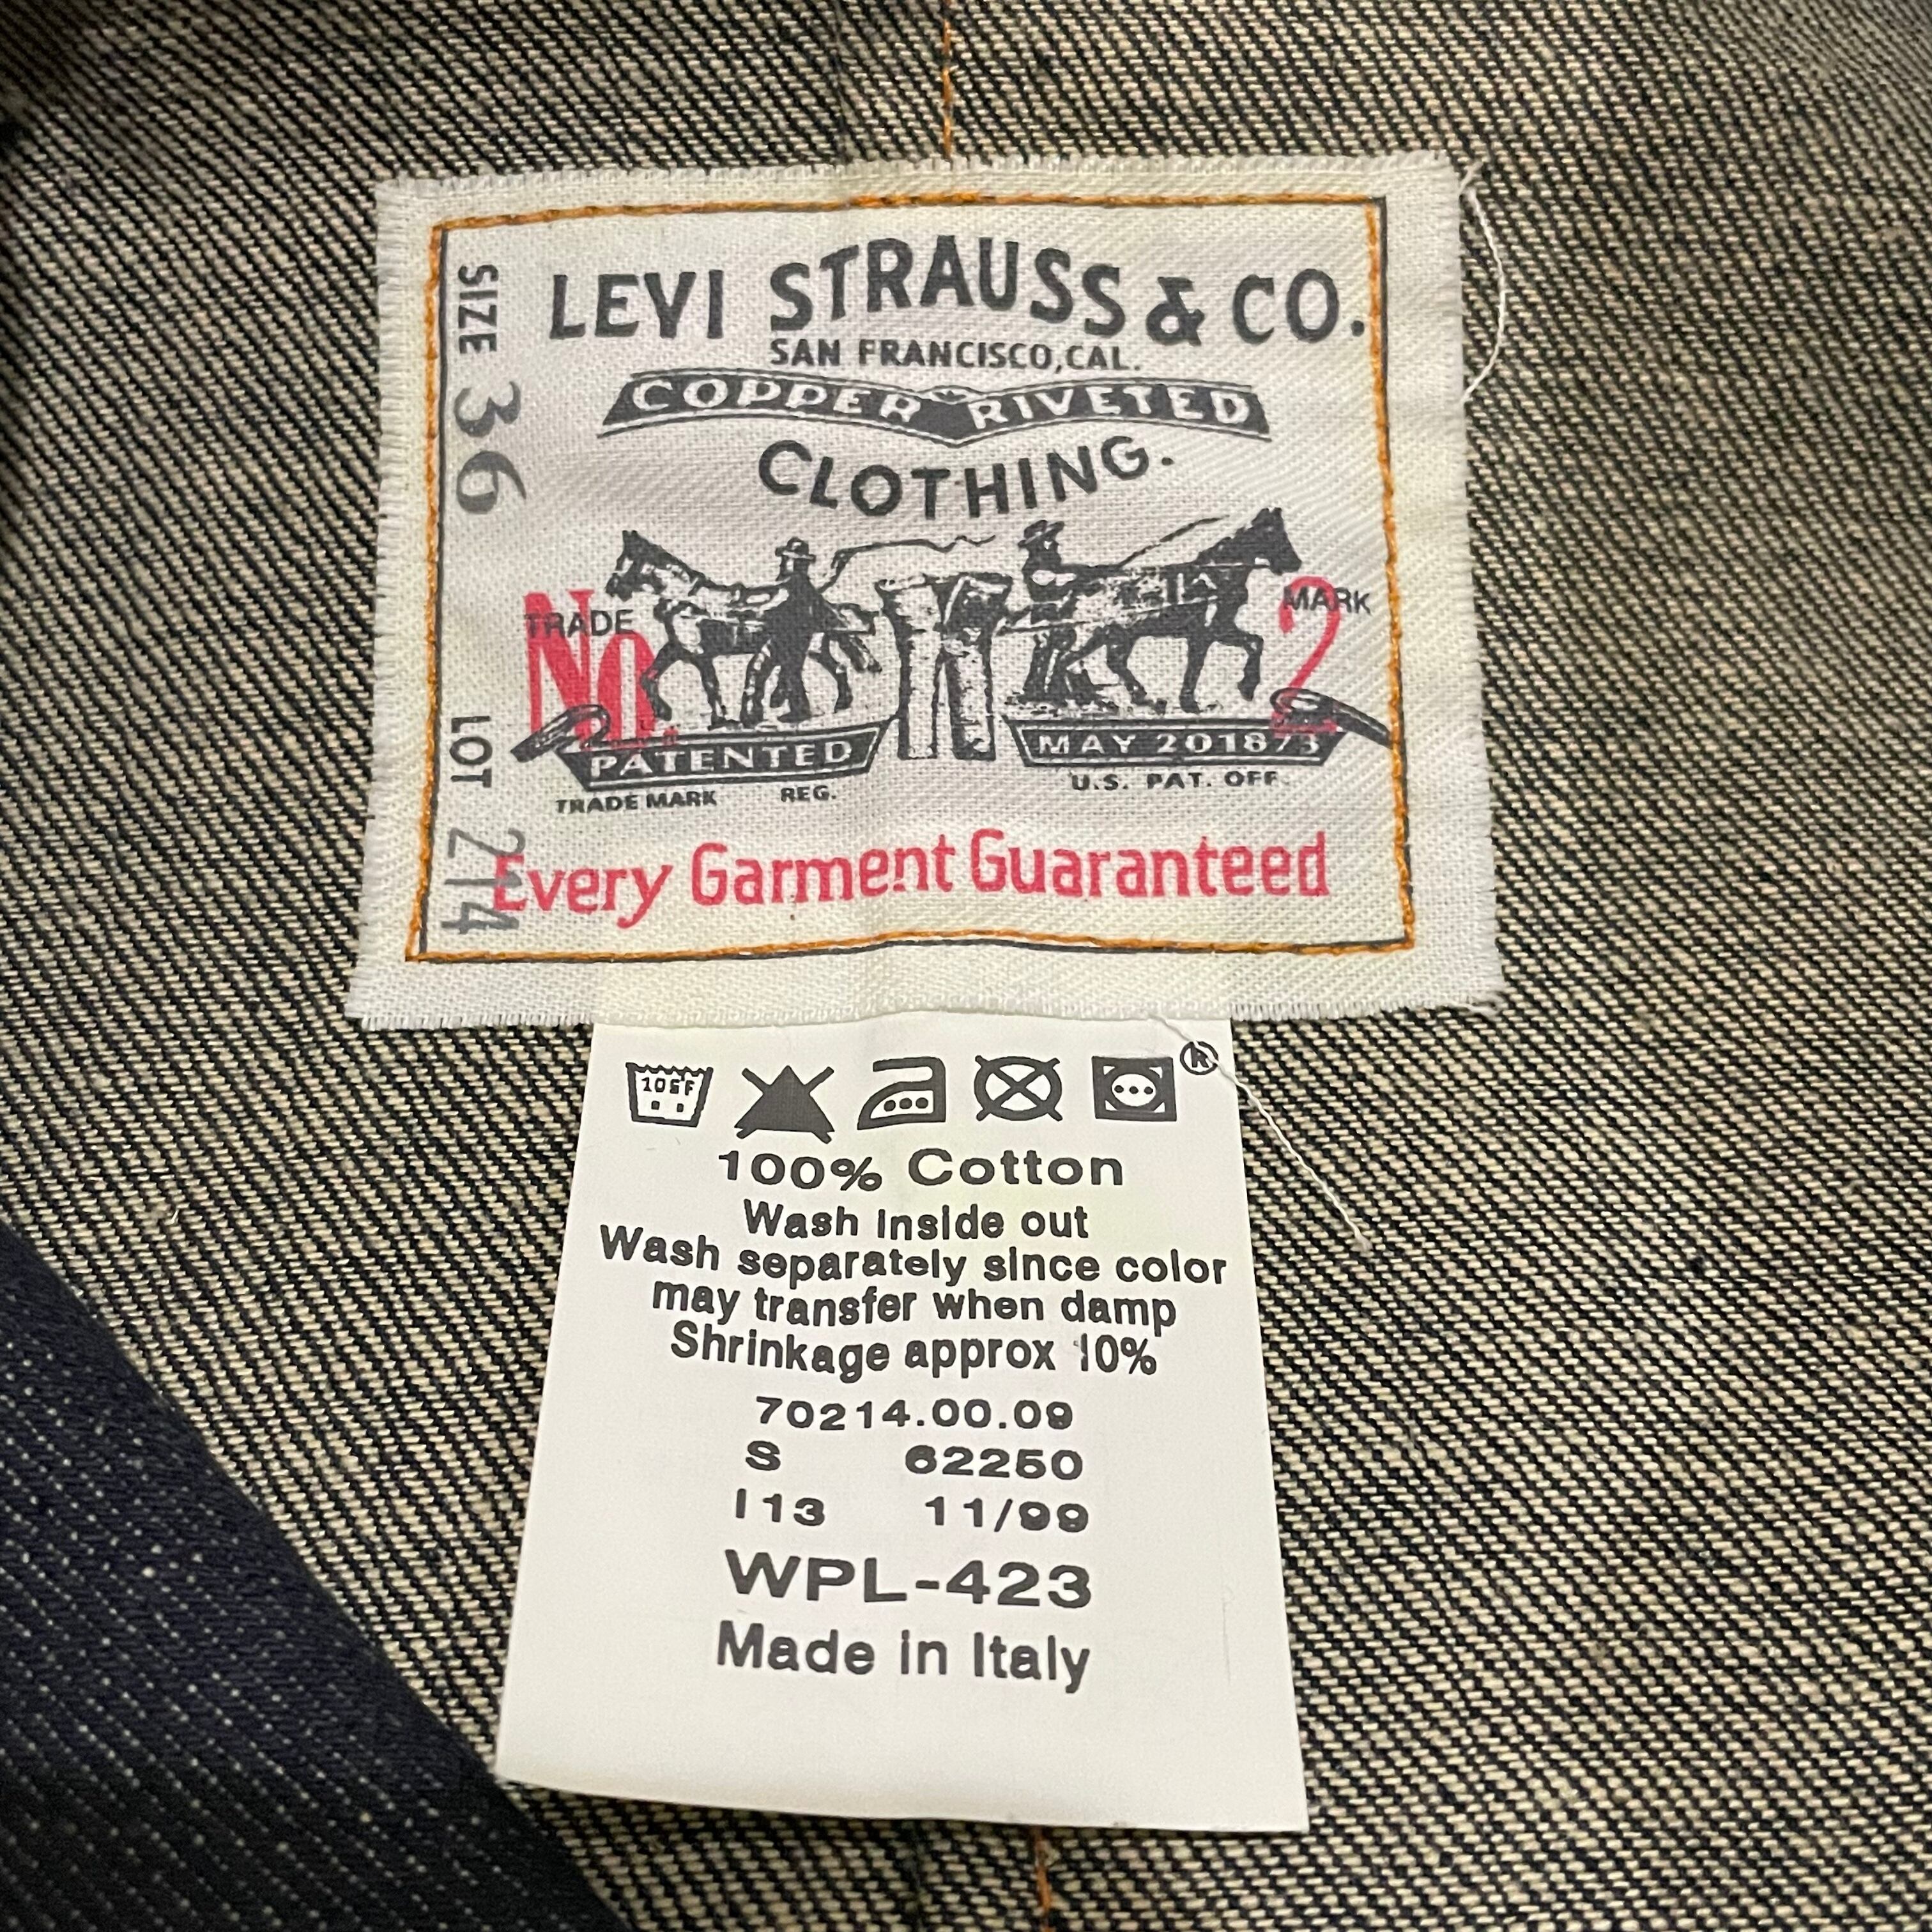 LEVI STRAUSS & CO.
SAN FRANCISCO, CAL.
COPPER RIVETED
CLOTHING.
TRADE MARK
No. 2
PATENTED MAY 20 1873
TRADE MARK REG. U.S. PAT. OFF.
Every Garment Guaranteed
SIZE 36
LOT 214
105F
®
100% Cotton
Wash inside out
Wash separately since color
may transfer when damp
Shrinkage approx 10%
70214.00.09
S 62250
I13 11/99
WPL-423
Made in Italy